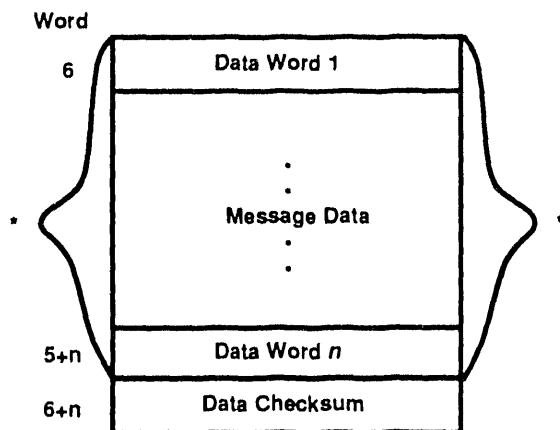 Word
6 Data Word 1
.
.
* Message Data *
.
.
5+n Data Word n
6+n Data Checksum